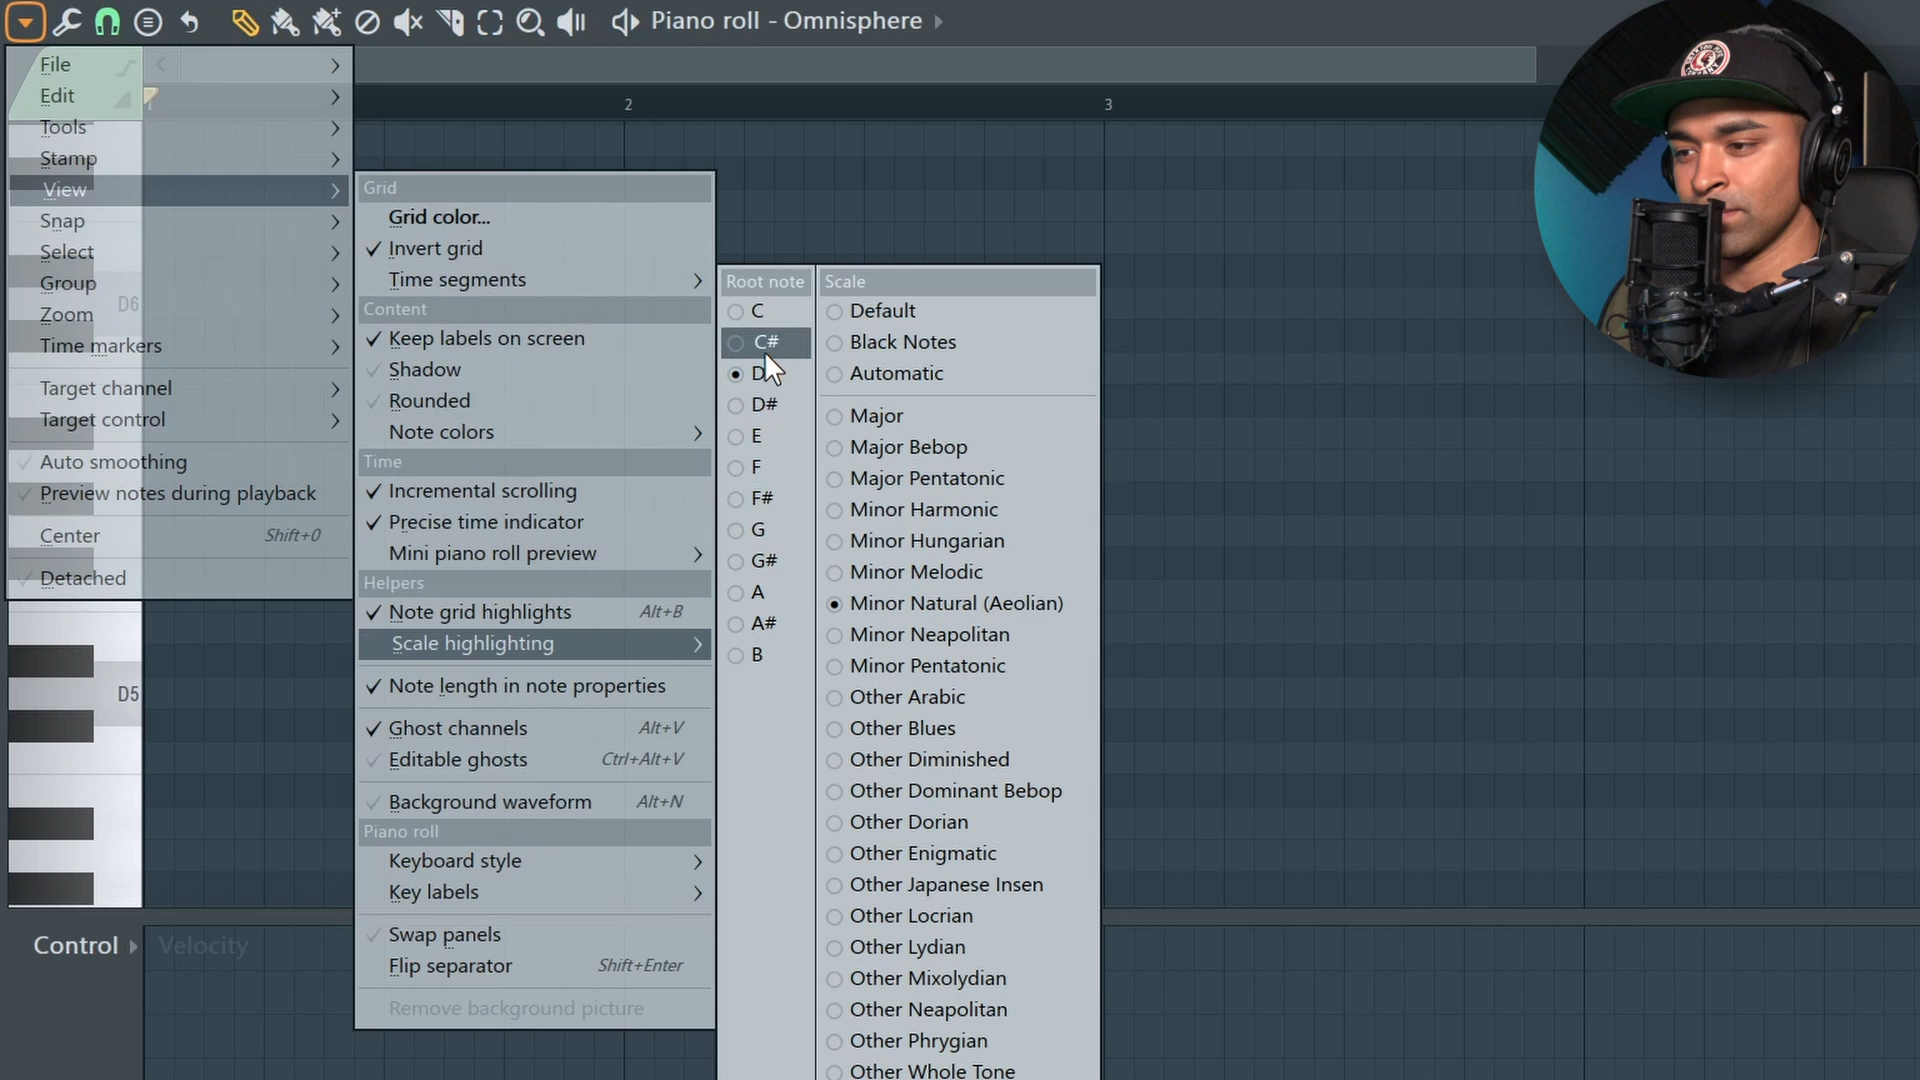 Piano roll - Omnisphere
File
Edit
Tools
Stamp
View
Snap
Select
Group
Zoom
Time markers
Target channel
Target control
Auto smoothing
Preview notes during playback
Center Shift+0
Detached
2
3
D6
D5
Grid
Grid color...
Invert grid
Time segments
Content
Keep labels on screen
Shadow
Rounded
Note colors
Time
Incremental scrolling
Precise time indicator
Mini piano roll preview
Helpers
Note grid highlights Alt+B
Scale highlighting
Note length in note properties
Ghost channels Alt+V
Editable ghosts Ctrl+Alt+V
Background waveform Alt+N
Piano roll
Keyboard style
Key labels
Swap panels
Flip separator Shift+Enter
Remove background picture
Root note
C
C#
D
D#
E
F
F#
G
G#
A
A#
B
Scale
Default
Black Notes
Automatic
Major
Major Bebop
Major Pentatonic
Minor Harmonic
Minor Hungarian
Minor Melodic
Minor Natural (Aeolian)
Minor Neapolitan
Minor Pentatonic
Other Arabic
Other Blues
Other Diminished
Other Dominant Bebop
Other Dorian
Other Enigmatic
Other Japanese Insen
Other Locrian
Other Lydian
Other Mixolydian
Other Neapolitan
Other Phrygian
Other Whole Tone
Control
Velocity